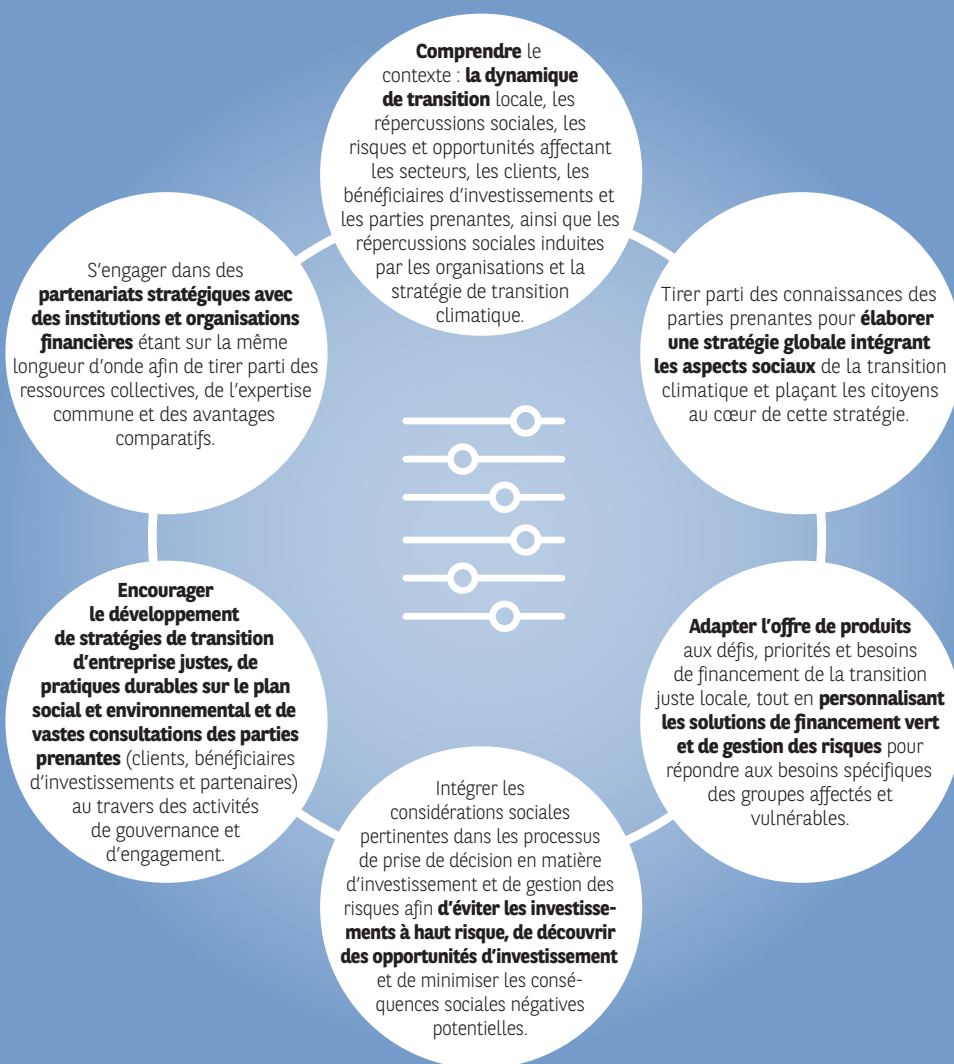 Comprendre le
contexte : la dynamique
de transition locale, les
répercussions sociales, les
risques et opportunités affectant
les secteurs, les clients, les
bénéficiaires d'investissements et
les parties prenantes, ainsi que les
répercussions sociales induites
par les organisations et la
stratégie de transition
climatique.
Tirer parti des connaissances des
parties prenantes pour élaborer
une stratégie globale intégrant
les aspects sociaux de la transition
climatique et plaçant les citoyens
au cœur de cette stratégie.
Adapter l'offre de produits
aux défis, priorités et besoins
de financement de la transition
juste locale, tout en personnalisant
les solutions de financement vert
et de gestion des risques pour
répondre aux besoins spécifiques
des groupes affectés et
vulnérables.
Intégrer les
considérations sociales
pertinentes dans les processus
de prise de décision en matière
d'investissement et de gestion des
risques afin d'éviter les investisse-
ments à haut risque, de découvrir
des opportunités d'investissement
et de minimiser les consé-
quences sociales négatives
potentielles.
Encourager
le développement
de stratégies de transition
d'entreprise justes, de
pratiques durables sur le plan
social et environnemental et de
vastes consultations des parties
prenantes (clients, bénéficiaires
d'investissements et partenaires)
au travers des activités
de gouvernance et
d'engagement.
S'engager dans des
partenariats stratégiques avec
des institutions et organisations
financières étant sur la même
longueur d'onde afin de tirer parti des
ressources collectives, de l'expertise
commune et des avantages
comparatifs.